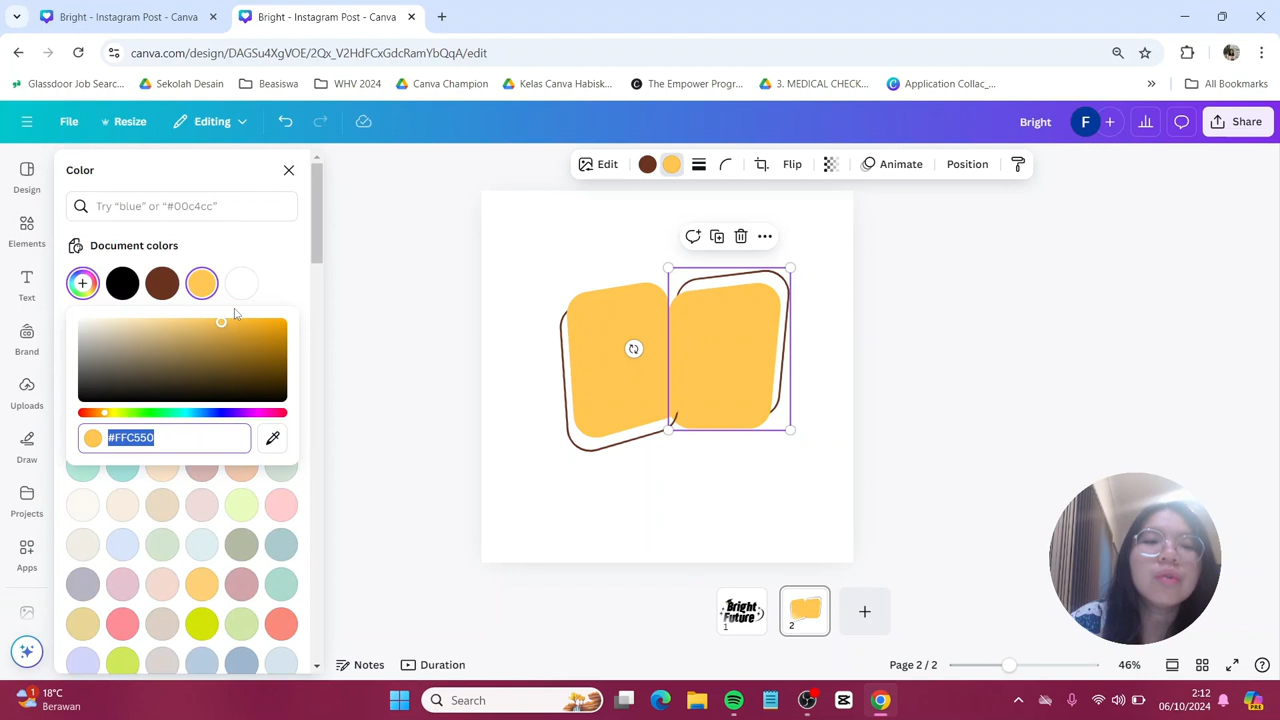 Bright - Instagram Post - Canva
Bright - Instagram Post - Canva
canva.com/design/DAGSu4XgVOE/2Qx_V2HdFCxGdcRamYbQqA/edit
Glassdoor Job Sear...
Sekolah Desain
Beasiswa
WHV 2024
Canva Champion
Kelas Canva Habisk...
The Empower Progr...
3. MEDICAL CHECK...
Application Collac_...
All Bookmarks
File
Resize
Editing
Bright
F
Share
Design
Elements
Text
Brand
Uploads
Draw
Projects
Apps
Color
Try “blue” or “#00c4cc”
Document colors
#FFC550
Edit
Flip
Animate
Position
Bright
Future
1
2
Notes
Duration
Page 2 / 2
46%
1
18°C
Berawan
Search
2:12
06/10/2024